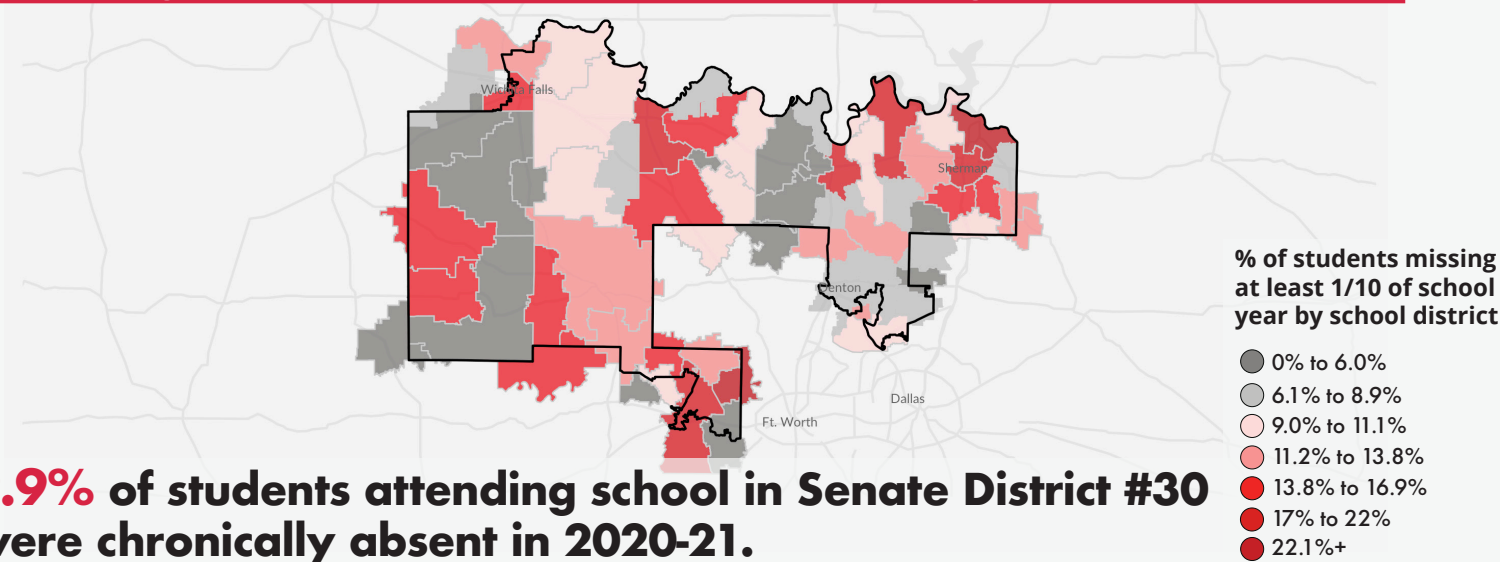 Wichita Falls
Sherman
Denton
Dallas
Ft. Worth
% of students missing
at least 1/10 of school
year by school district
0% to 6.0%
6.1% to 8.9%
9.0% to 11.1%
11.2% to 13.8%
13.8% to 16.9%
17% to 22%
22.1%+
.9% of students attending school in Senate District #30
were chronically absent in 2020-21.